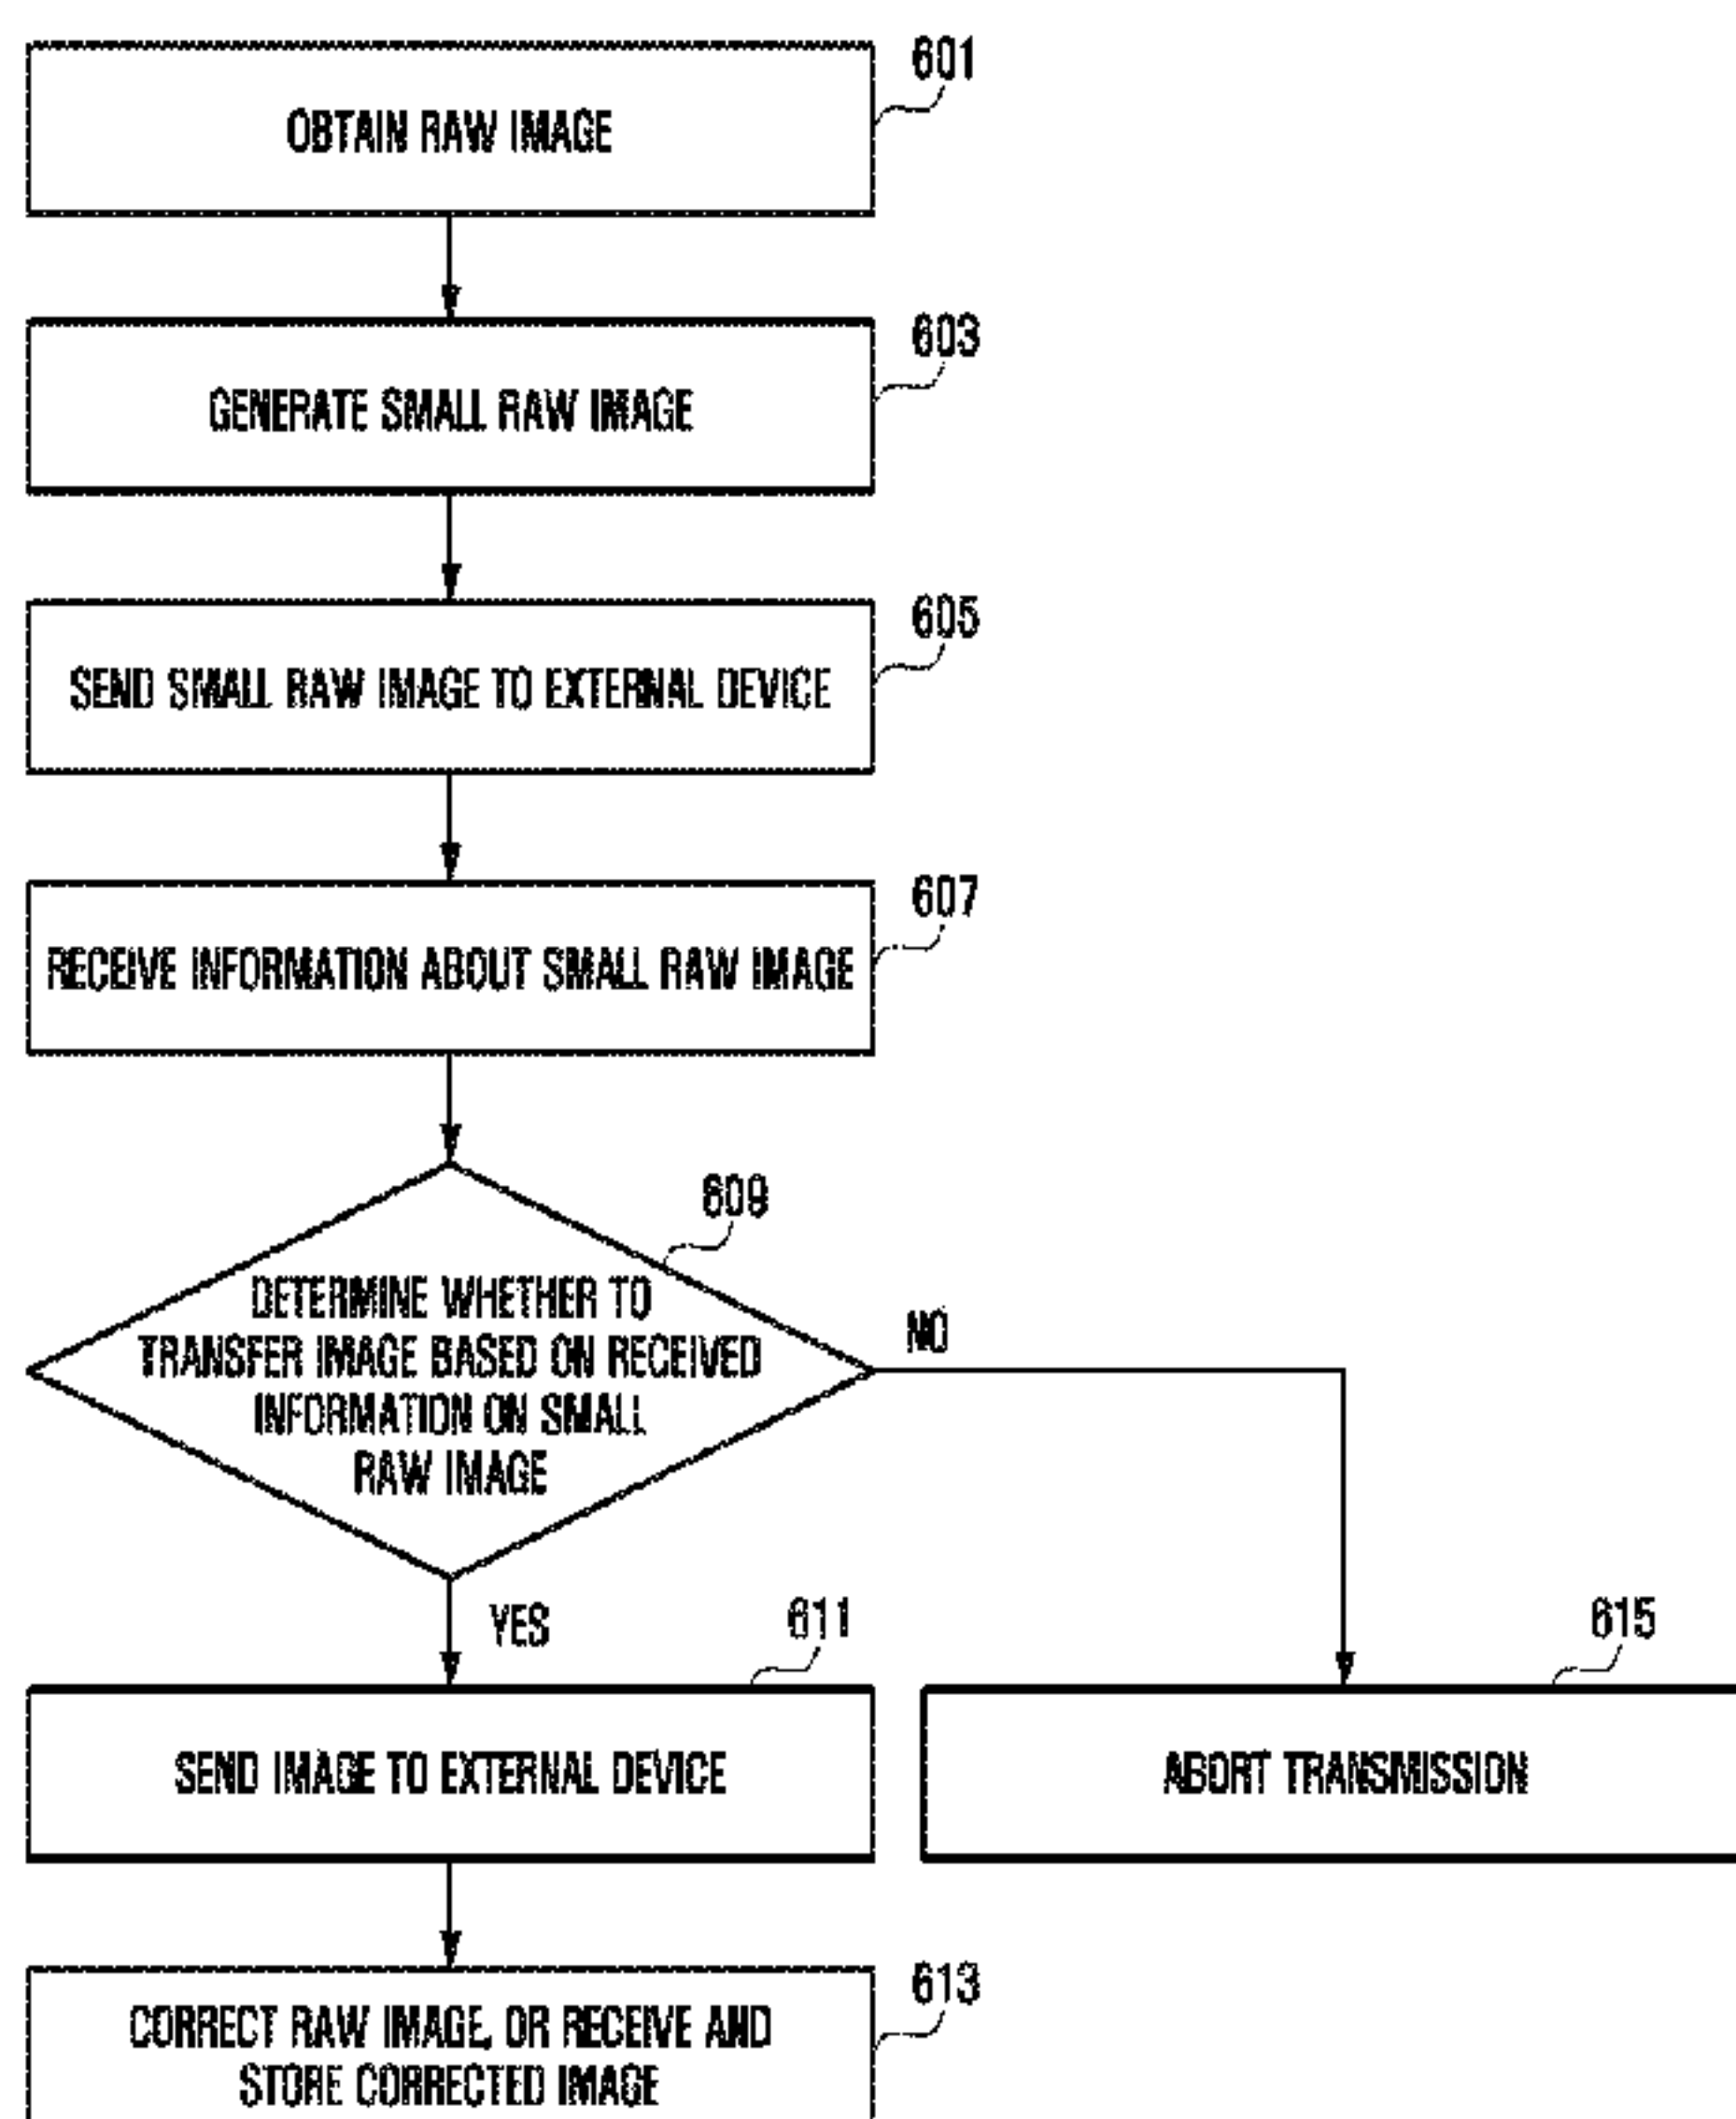 601
OBTAIN RAW IMAGE
603
GENERATE SMALL RAW IMAGE
605
SEND SMALL RAW IMAGE TO EXTERNAL DEVICE
607
RECEIVE INFORMATION ABOUT SMALL RAW IMAGE
609
DETERMINE WHETHER TO
TRANSFER IMAGE BASED ON RECEIVED
INFORMATION ON SMALL
RAW IMAGE
NO
YES
611
615
SEND IMAGE TO EXTERNAL DEVICE
ABORT TRANSMISSION
613
CORRECT RAW IMAGE, OR RECEIVE AND
STORE CORRECTED IMAGE